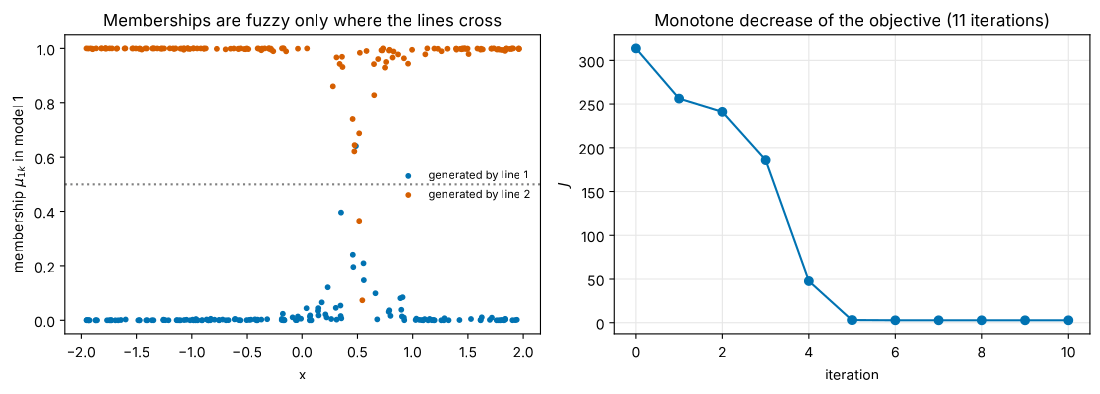 Memberships are fuzzy only where the lines cross
membership μ1k in model 1
1.0
0.8
0.6
0.4
0.2
0.0
generated by line 1
generated by line 2
−2.0 −1.5 −1.0 −0.5 0.0 0.5 1.0 1.5 2.0
x
Monotone decrease of the objective (11 iterations)
J
300
250
200
150
100
50
0
0 2 4 6 8 10
iteration